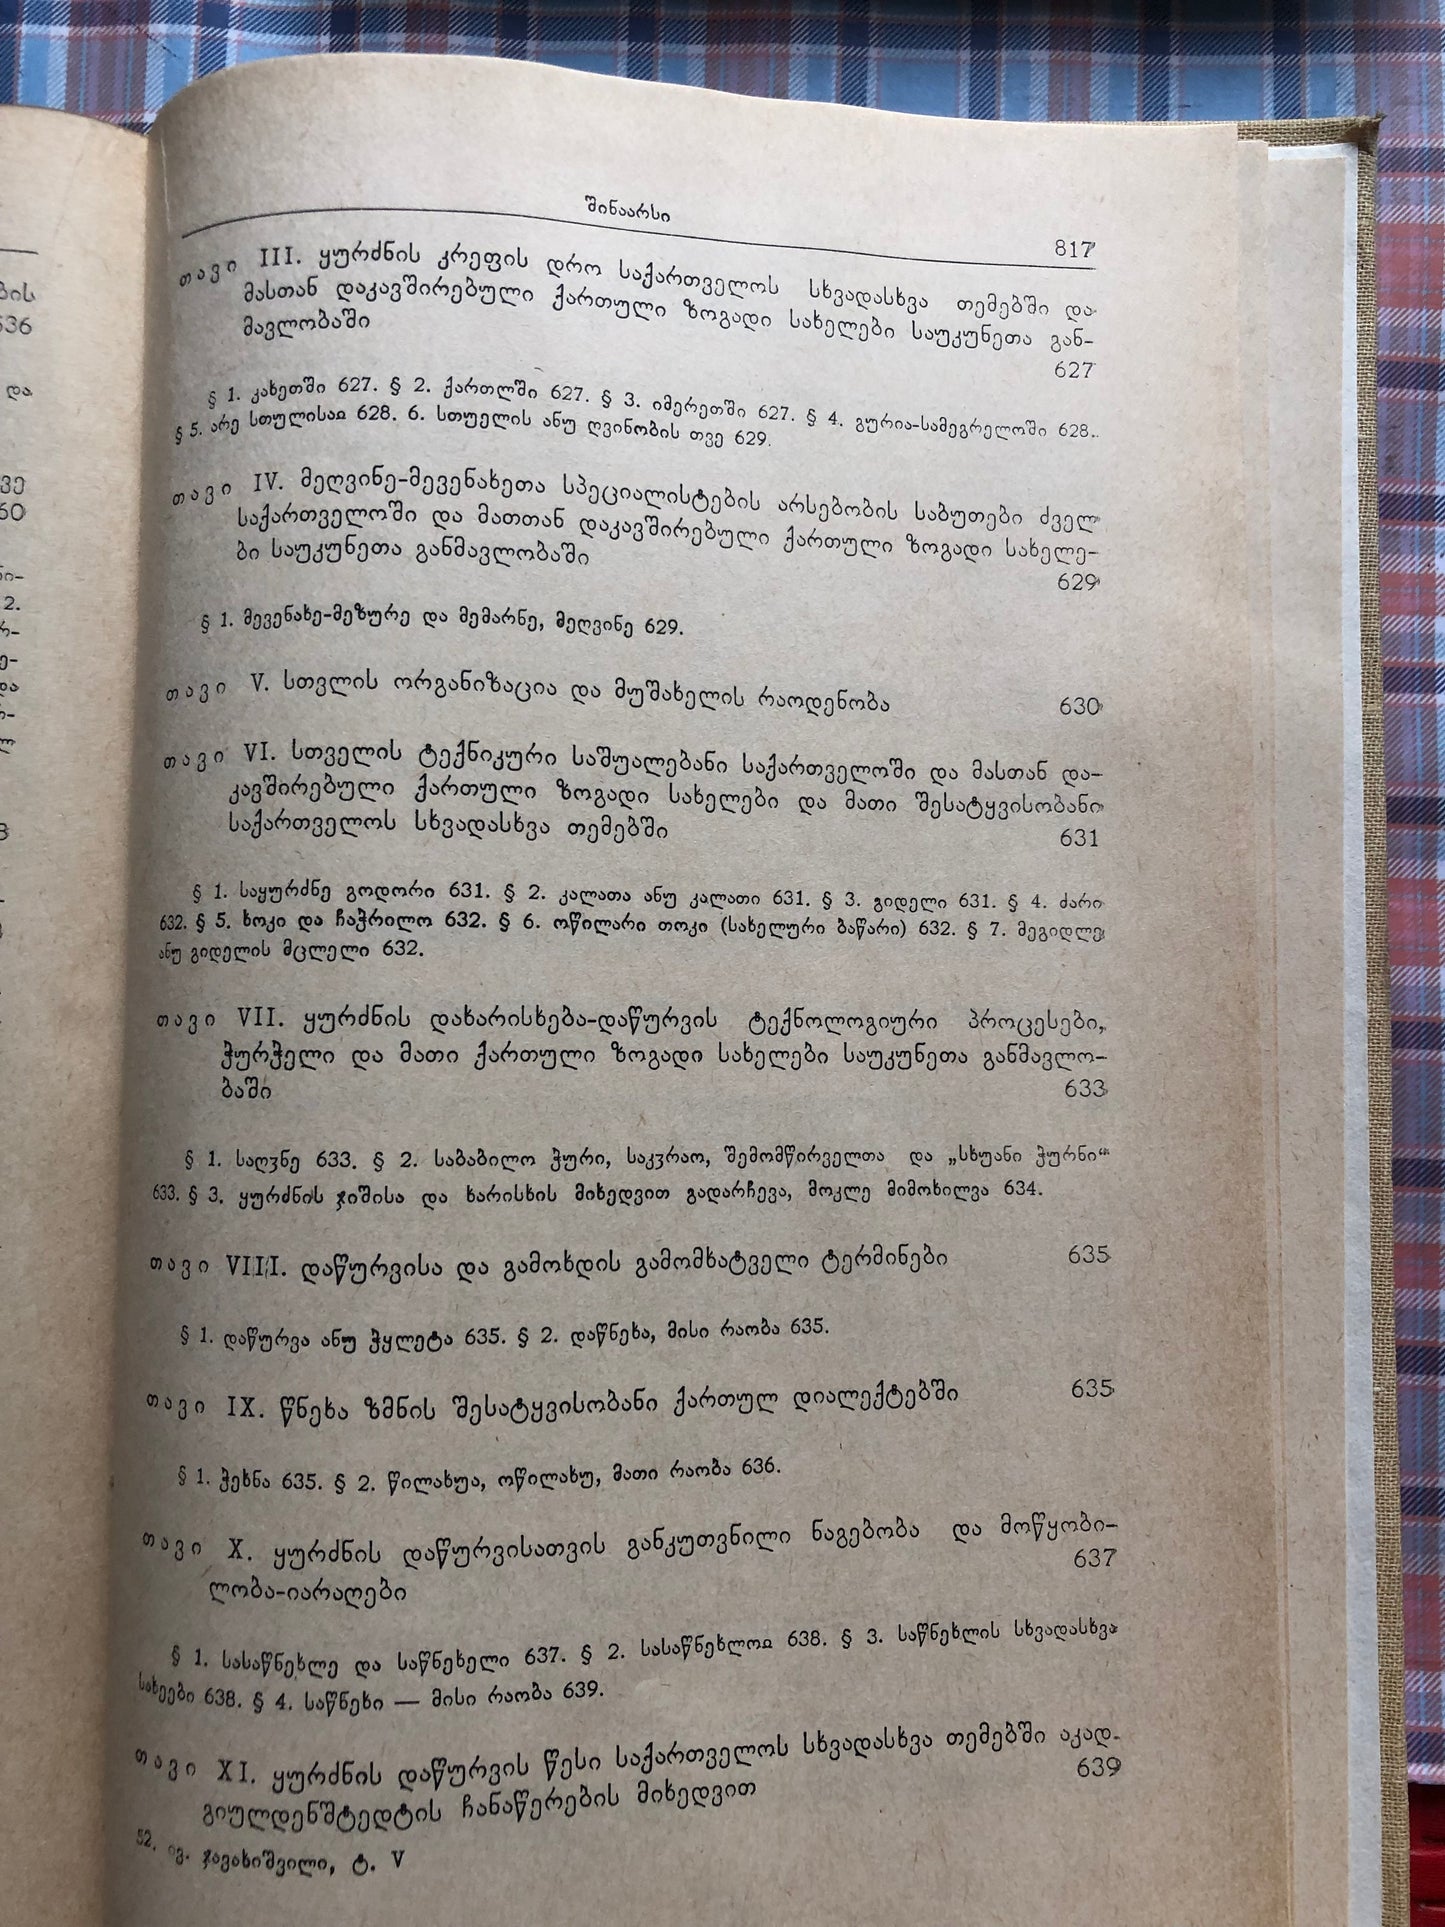 ბის
636
და
ვე
60
ნი-
2.
რ-
ე-
და
ლ
შინაარსი
817
თავი III. ყურძნის კრეფის დრო საქართველოს სხვადასხვა თემებში და
მასთან დაკავშირებული ქართული ზოგადი სახელები საუკუნეთა გან-
მავლობაში
627
§ 1. კახეთში 627. § 2. ქართლში 627. § 3. იმერეთში 627. § 4. გურია-სამეგრელოში 628.
§ 5. არე სთულისაჲ 628. 6. სთუელის ანუ ღვინობის თვე 629.
თავი IV. მეღვინე-მევენახეთა სპეციალისტების არსებობის საბუთები ძველ
საქართველოში და მათთან დაკავშირებული ქართული ზოგადი სახელე-
ბი საუკუნეთა განმავლობაში
629
§ 1. მევენახე-მეზურე და მემარნე, მეღვინე 629.
თავი V. სთვლის ორგანიზაცია და მუშახელის რაოდენობა 630
თავი VI. სთველის ტექნიკური საშუალებანი საქართველოში და მასთან და-
კავშირებული ქართული ზოგადი სახელები და მათი შესატყვისობანი
საქართველოს სხვადასხვა თემებში 631
§ 1. საყურძნე გოდორი 631. § 2. კალათა ანუ კალათი 631. § 3. გიდელი 631. § 4. ძარი
632. § 5. ხოკი და ჩაჭრილო 632. § 6. ოწილარი თოკი (სახელური ბაწარი) 632. § 7. მეგიდლე
ანუ გიდელის მცლელი 632.
თავი VII. ყურძნის დახარისხება-დაწურვის ტექნოლოგიური პროცესები,
ჭურჭელი და მათი ქართული ზოგადი სახელები საუკუნეთა განმავლო-
ბაში 633
§ 1. საღჳნე 633. § 2. საბაბილო ჭური, საკჳრაო, შემომწირველთა და „სხუანი ჭურნი“
633. § 3. ყურძნის ჯიშისა და ხარისხის მიხედვით გადარჩევა, მოკლე მიმოხილვა 634.
თავი VIII. დაწურვისა და გამოხდის გამომხატველი ტერმინები 635
§ 1. დაწურვა ანუ ჭყლეტა 635. § 2. დაწნეხა, მისი რაობა 635.
თავი IX. წნეხა ზმნის შესატყვისობანი ქართულ დიალექტებში 635
§ 1. ჭეხნა 635. § 2. წილახუა, ოწილახუ, მათი რაობა 636.
თავი X. ყურძნის დაწურვისათვის განკუთვნილი ნაგებობა და მოწყობი-
ლობა-იარაღები 637
§ 1. სასაწნეხლე და საწნეხელი 637. § 2. სასაწნეხლოჲ 638. § 3. საწნეხლის სხვადასხვა
სახეები 638. § 4. საწნეხი — მისი რაობა 639.
თავი XI. ყურძნის დაწურვის წესი საქართველოს სხვადასხვა თემებში აკად.
გიულდენშტედტის ჩანაწერების მიხედვით 639
52. ივ. ჯავახიშვილი, ტ. V